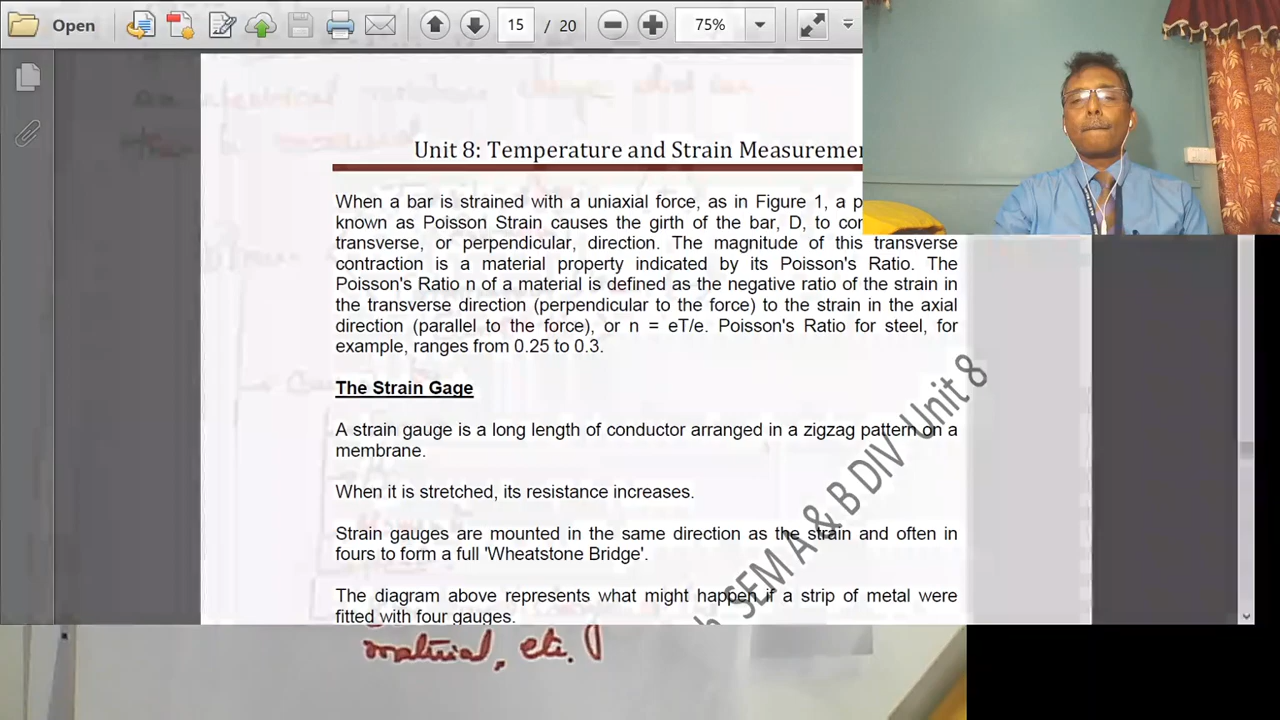 Open
15 / 20
75%
Unit 8: Temperature and Strain
When a bar is strained with a uniaxial force, as in Figure 1, a
known as Poisson Strain causes the girth of the bar, D, to
transverse, or perpendicular, direction. The magnitude of this transverse
contraction is a material property indicated by its Poisson's Ratio. The
Poisson's Ratio n of a material is defined as the negative ratio of the strain in
the transverse direction (perpendicular to the force) to the strain in the axial
direction (parallel to the force), or n = eT/e. Poisson's Ratio for steel, for
example, ranges from 0.25 to 0.3.
The Strain Gage
A strain gauge is a long length of conductor arranged in a zigzag pattern on a
membrane.
When it is stretched, its resistance increases.
Strain gauges are mounted in the same direction as the strain and often in
fours to form a full 'Wheatstone Bridge'.
The diagram above represents what might happen if a strip of metal were
fitted with four gauges.
SEM A & B DIV Unit 8
material, etc.